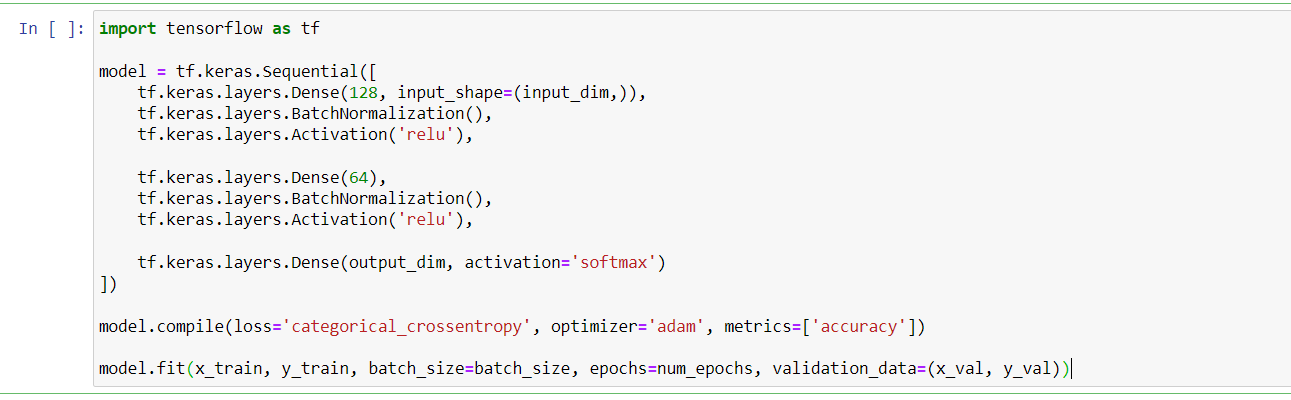 In [ ]: import tensorflow as tf
model = tf.keras.Sequential([
tf.keras.layers.Dense(128, input_shape=(input_dim,)),
tf.keras.layers.BatchNormalization(),
tf.keras.layers.Activation('relu'),
tf.keras.layers.Dense(64),
tf.keras.layers.BatchNormalization(),
tf.keras.layers.Activation('relu'),
tf.keras.layers.Dense(output_dim, activation='softmax')
])
model.compile(loss='categorical_crossentropy', optimizer='adam', metrics=['accuracy'])
model.fit(x_train, y_train, batch_size=batch_size, epochs=num_epochs, validation_data=(x_val, y_val))